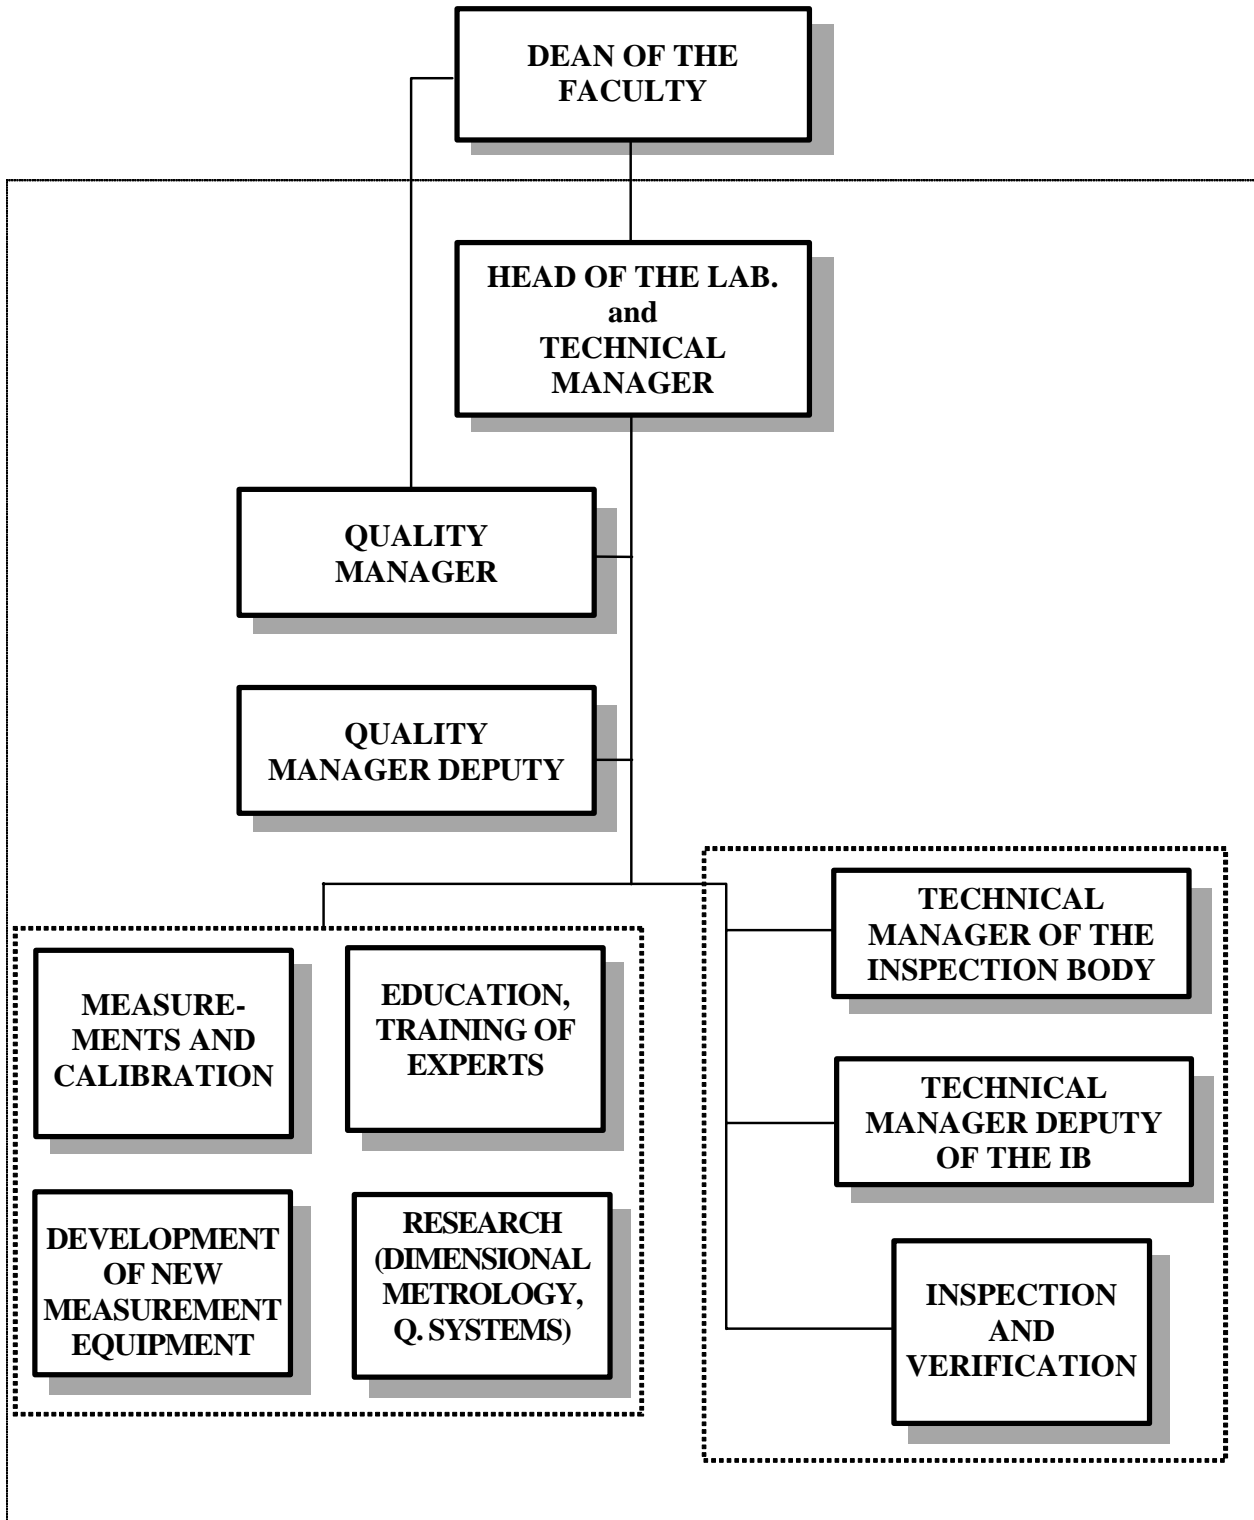 DEAN OF THE
FACULTY
HEAD OF THE LAB.
and
TECHNICAL
MANAGER
QUALITY
MANAGER
QUALITY
MANAGER DEPUTY
MEASURE-
MENTS AND
CALIBRATION
EDUCATION,
TRAINING OF
EXPERTS
DEVELOPMENT
OF NEW
MEASUREMENT
EQUIPMENT
RESEARCH
(DIMENSIONAL
METROLOGY,
Q. SYSTEMS)
TECHNICAL
MANAGER OF THE
INSPECTION BODY
TECHNICAL
MANAGER DEPUTY
OF THE IB
INSPECTION
AND
VERIFICATION